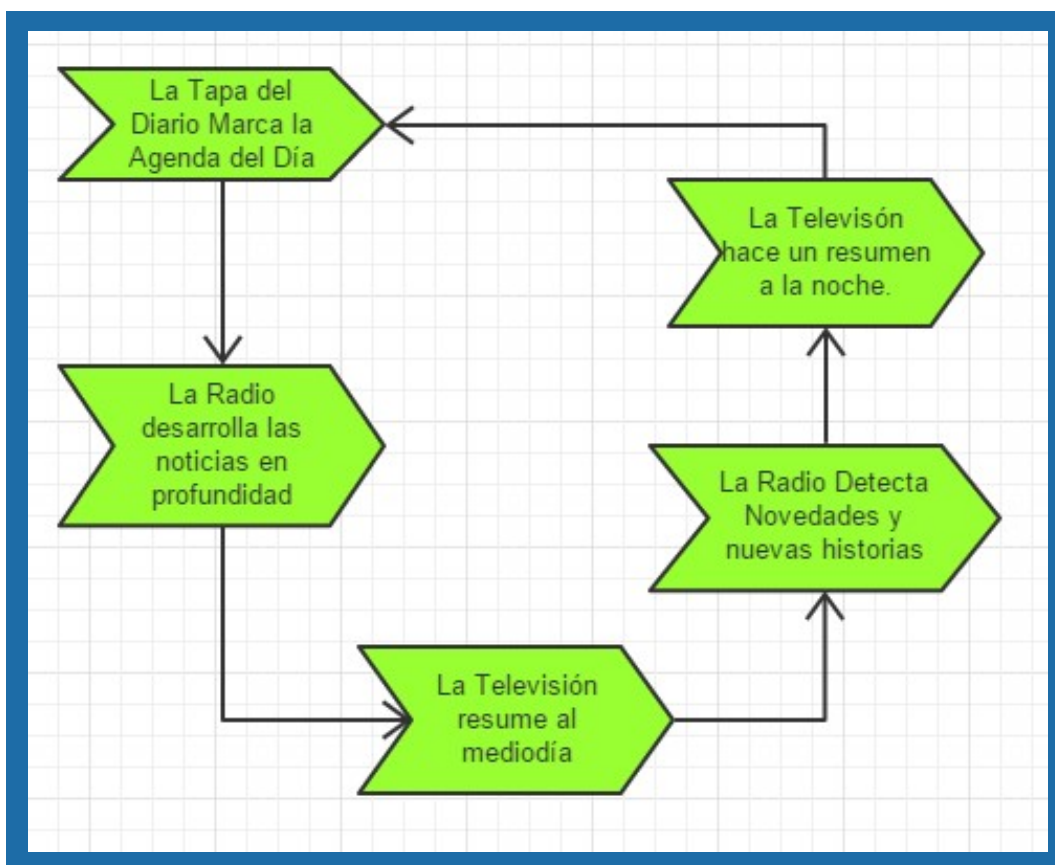 La Tapa del
Diario Marca la
Agenda del Día
La Radio
desarrolla las
noticias en
profundidad
La Televisión
resume al
mediodía
La Radio Detecta
Novedades y
nuevas historias
La Televisón
hace un resumen
a la noche.